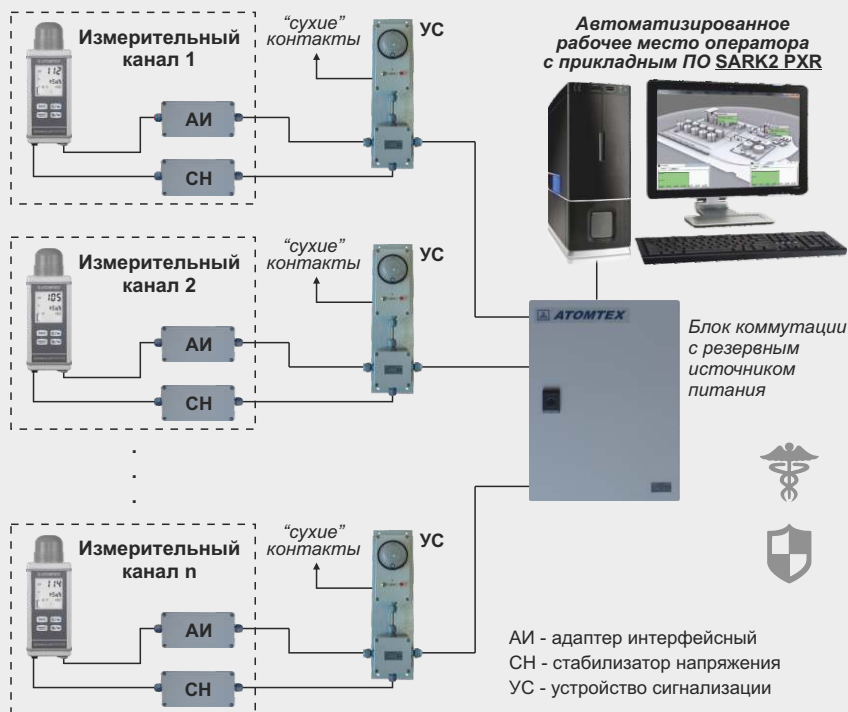 Измерительный
канал 1
“сухие”
контакты
УС
АИ
СН
Автоматизированное
рабочее место оператора
с прикладным ПО SARK2 PXR
Измерительный
канал 2
“сухие”
контакты
УС
АИ
СН
ATOMTEX
Блок коммутации
с резервным
источником
питания
.
.
.
Измерительный
канал n
“сухие”
контакты
УС
АИ
СН
АИ - адаптер интерфейсный
СН - стабилизатор напряжения
УС - устройство сигнализации